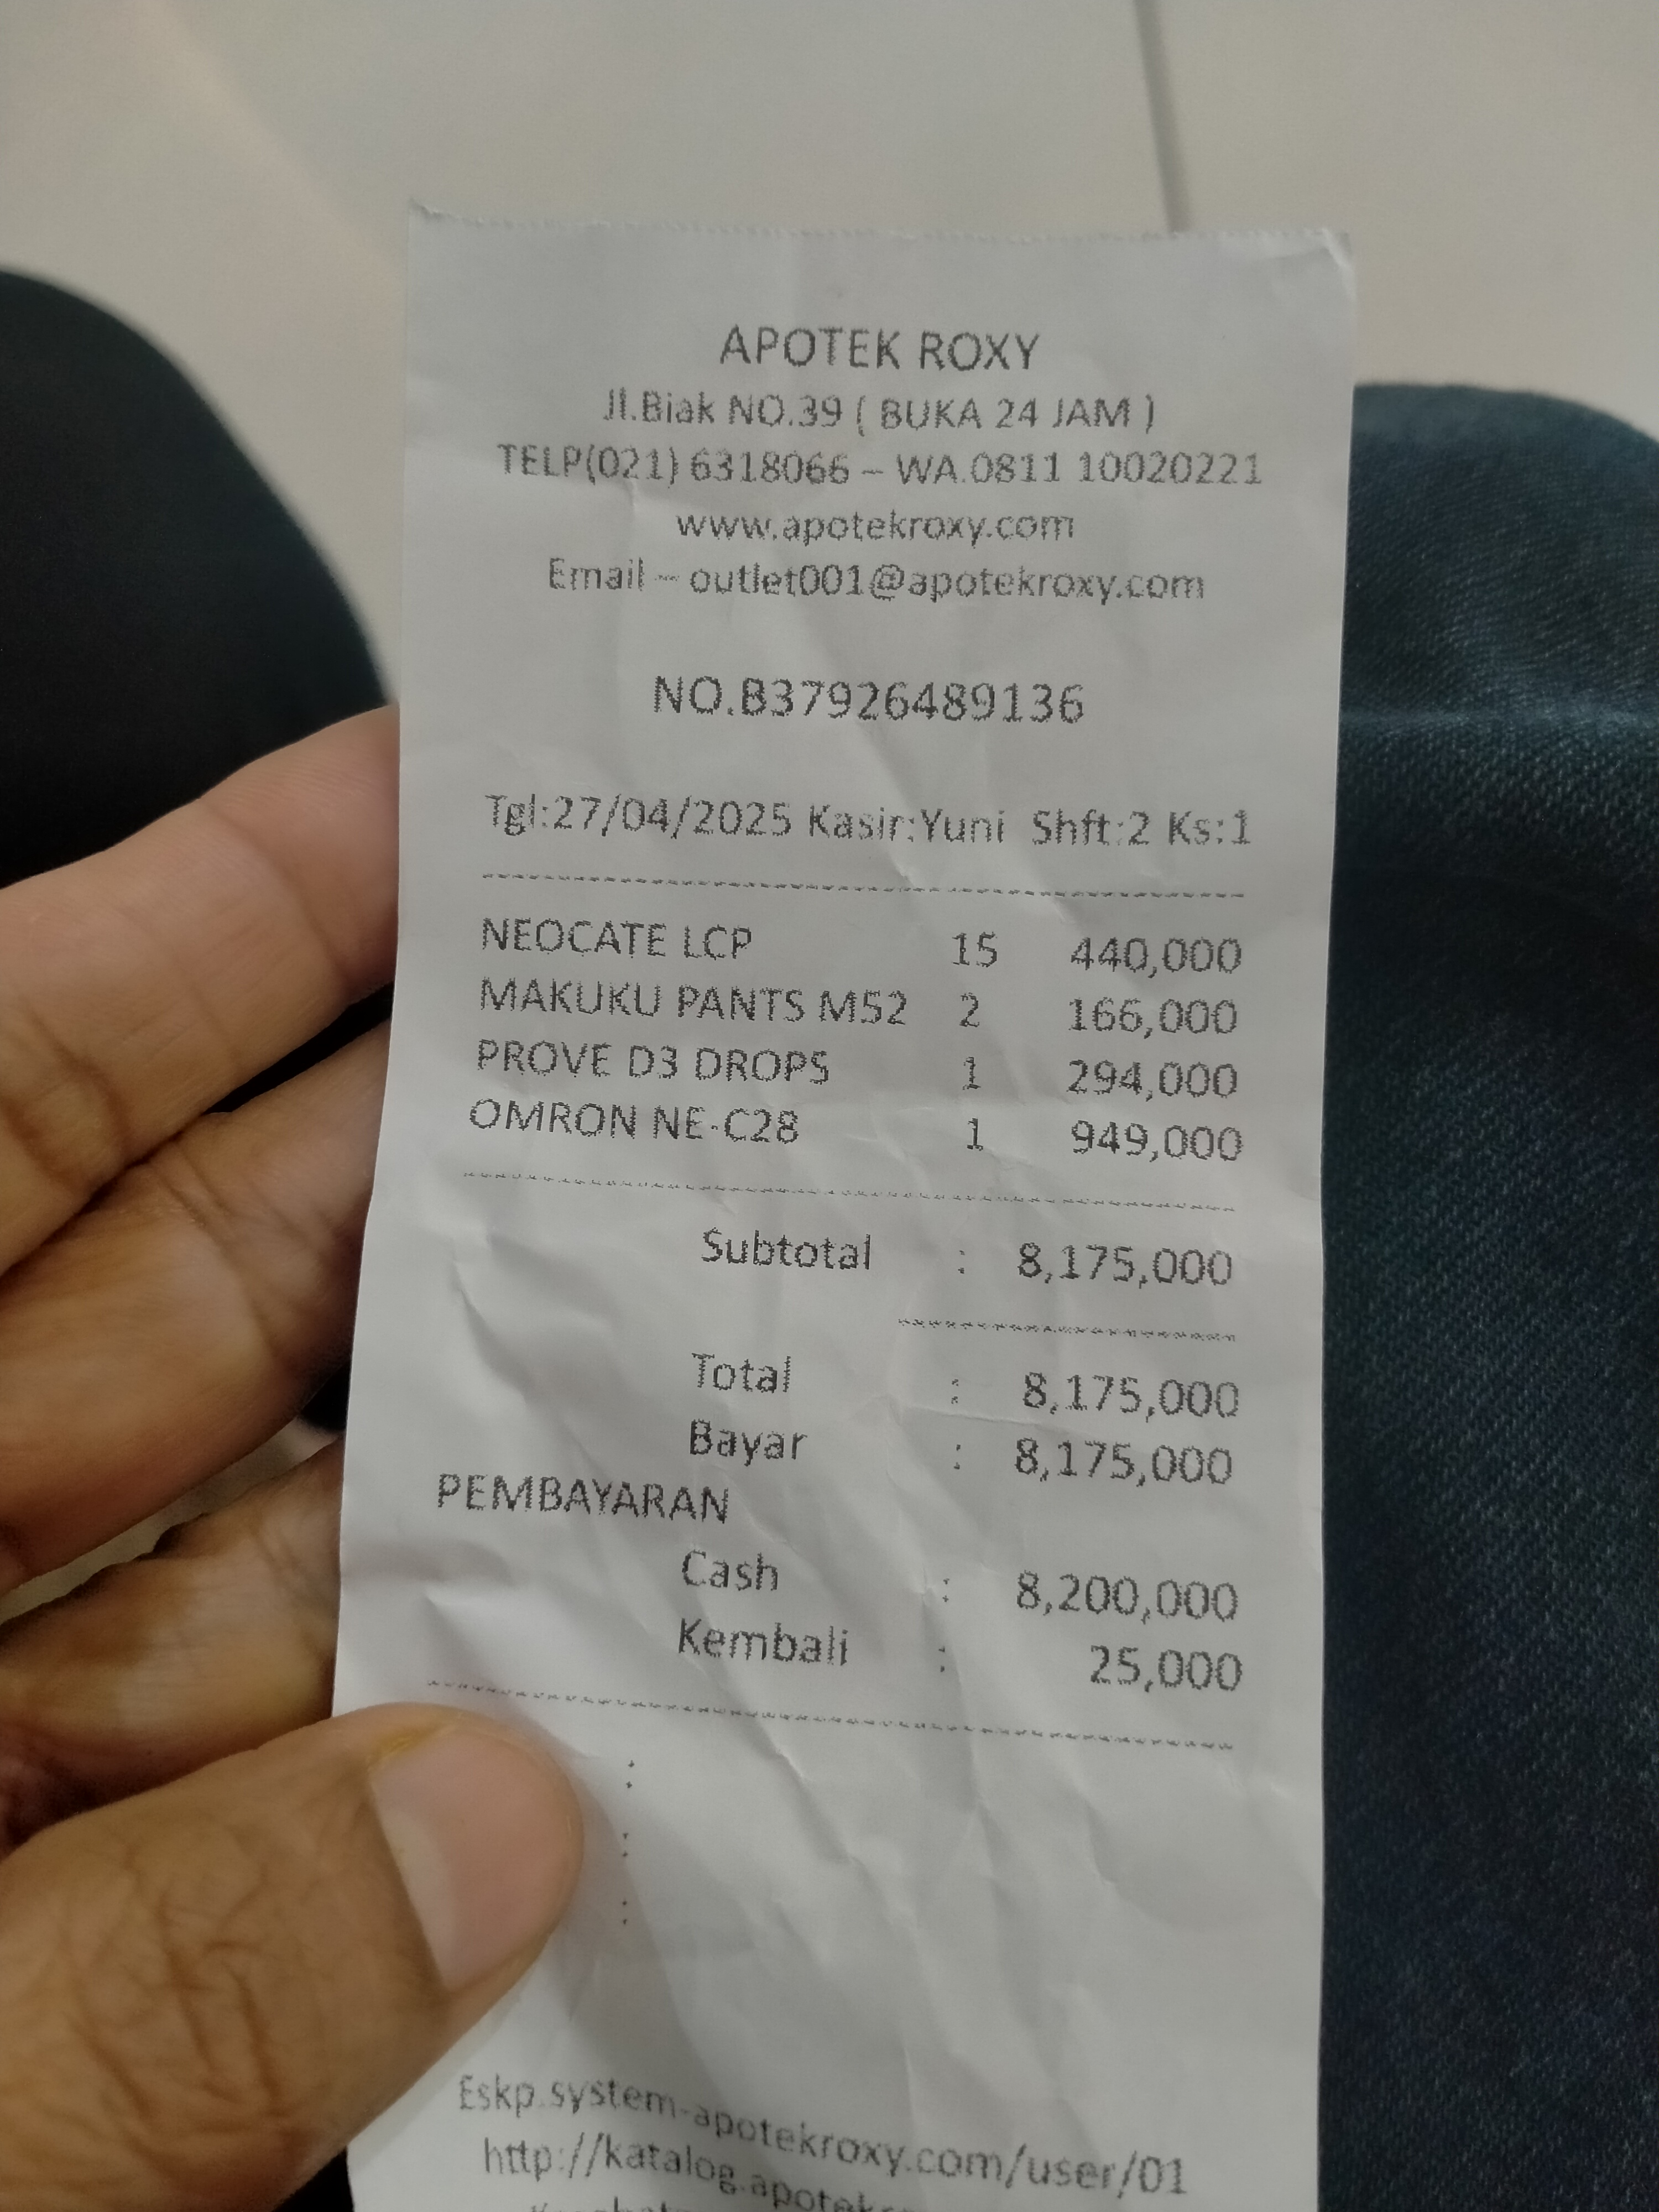 APOTEK ROXY
Jl.Biak NO.39 ( BUKA 24 JAM )
TELP(021) 6318066 – WA.0811 10020221
www.apotekroxy.com
Email – outlet001@apotekroxy.com
NO.B37926489136
Tgl:27/04/2025 Kasir:Yuni Shft:2 Ks:1
NEOCATE LCP 15 440,000
MAKUKU PANTS M52 2 166,000
PROVE D3 DROPS 1 294,000
OMRON NE-C28 1 949,000
Subtotal : 8,175,000
Total : 8,175,000
Bayar : 8,175,000
PEMBAYARAN
Cash : 8,200,000
Kembali : 25,000
:
:
:
Eskp.system-apotekroxy.com/user/01